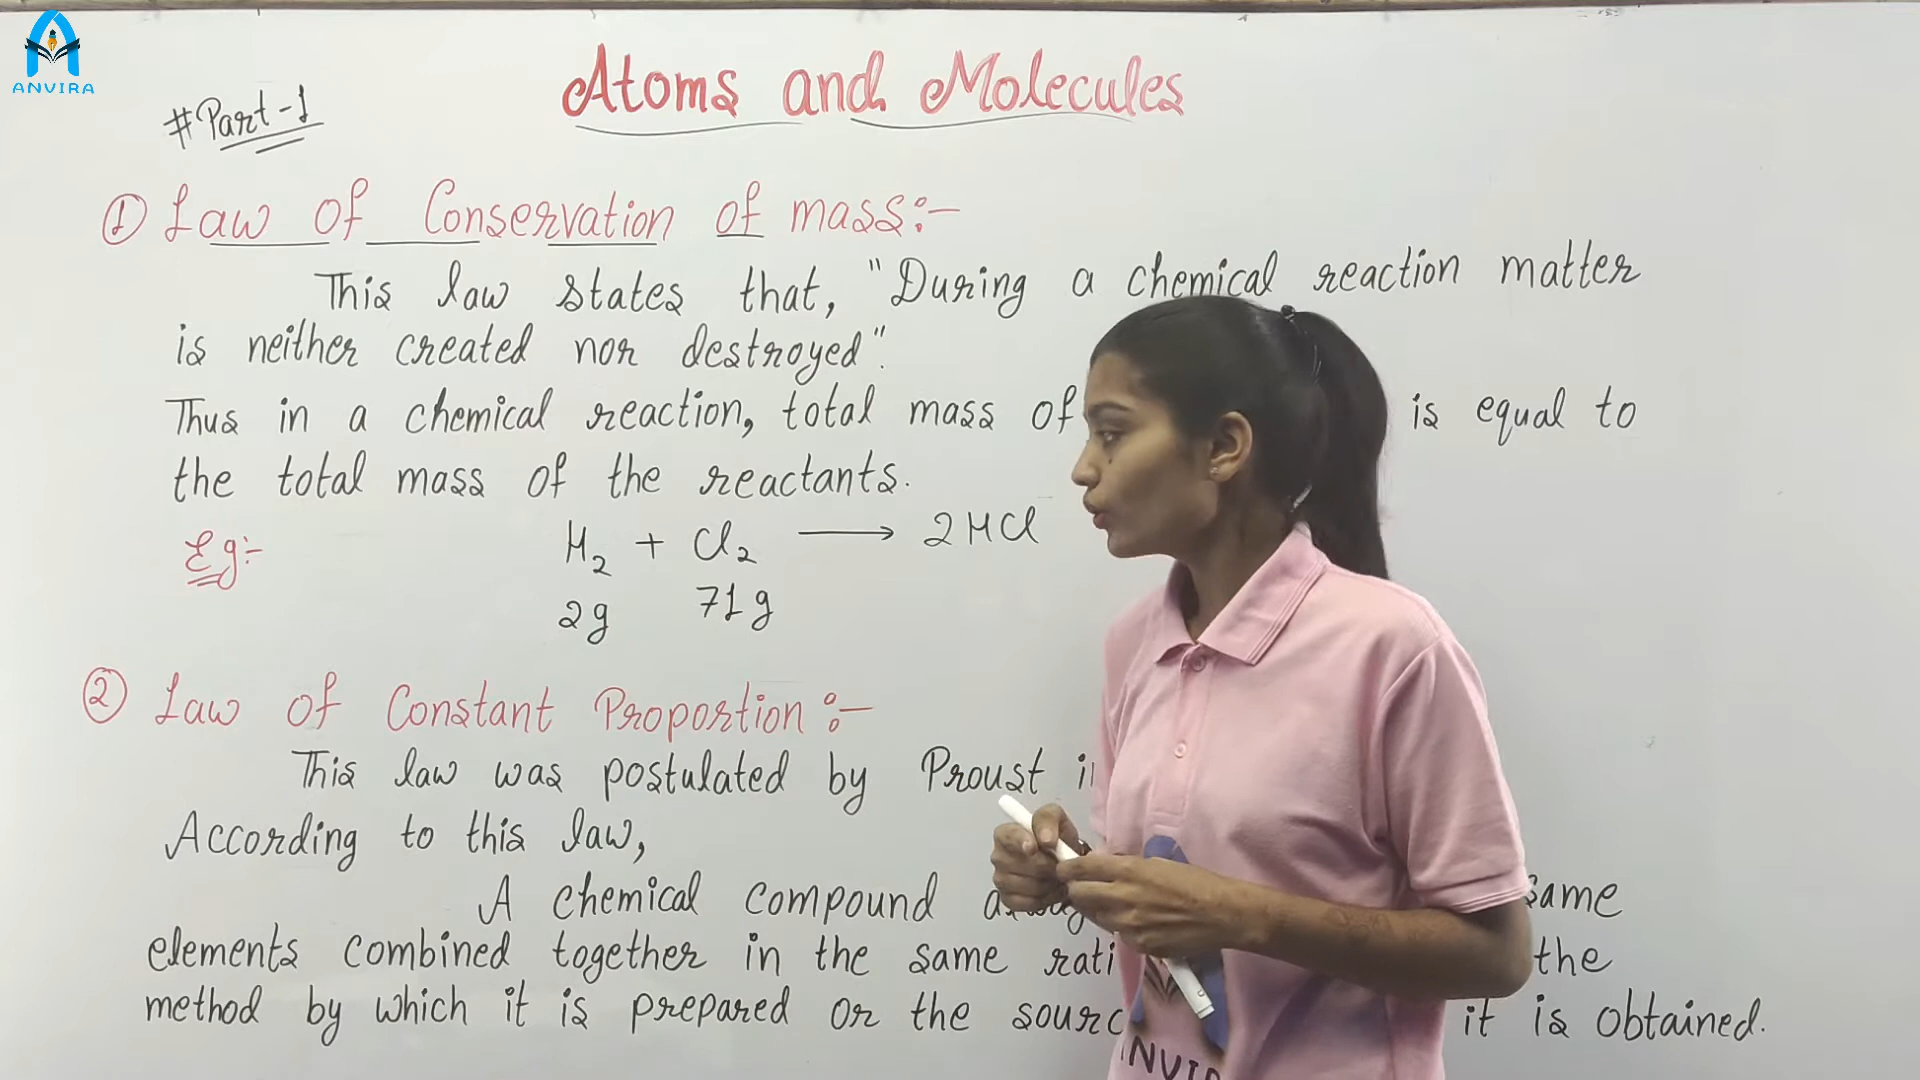 ANVIRA
Atoms and Molecules
#Part-1
① Law of Conservation of mass:-
This law states that, "During a chemical reaction matter
is neither created nor destroyed".
Thus in a chemical reaction, total mass of is equal to
the total mass of the reactants.
Eg:- H₂ + Cl₂ ⟶ 2HCl
2g 71g
② Law of Constant Proportion:-
This law was postulated by Proust
According to this law,
A chemical compound same
elements combined together in the same the
method by which it is prepared or the it is obtained.
ANVIRA